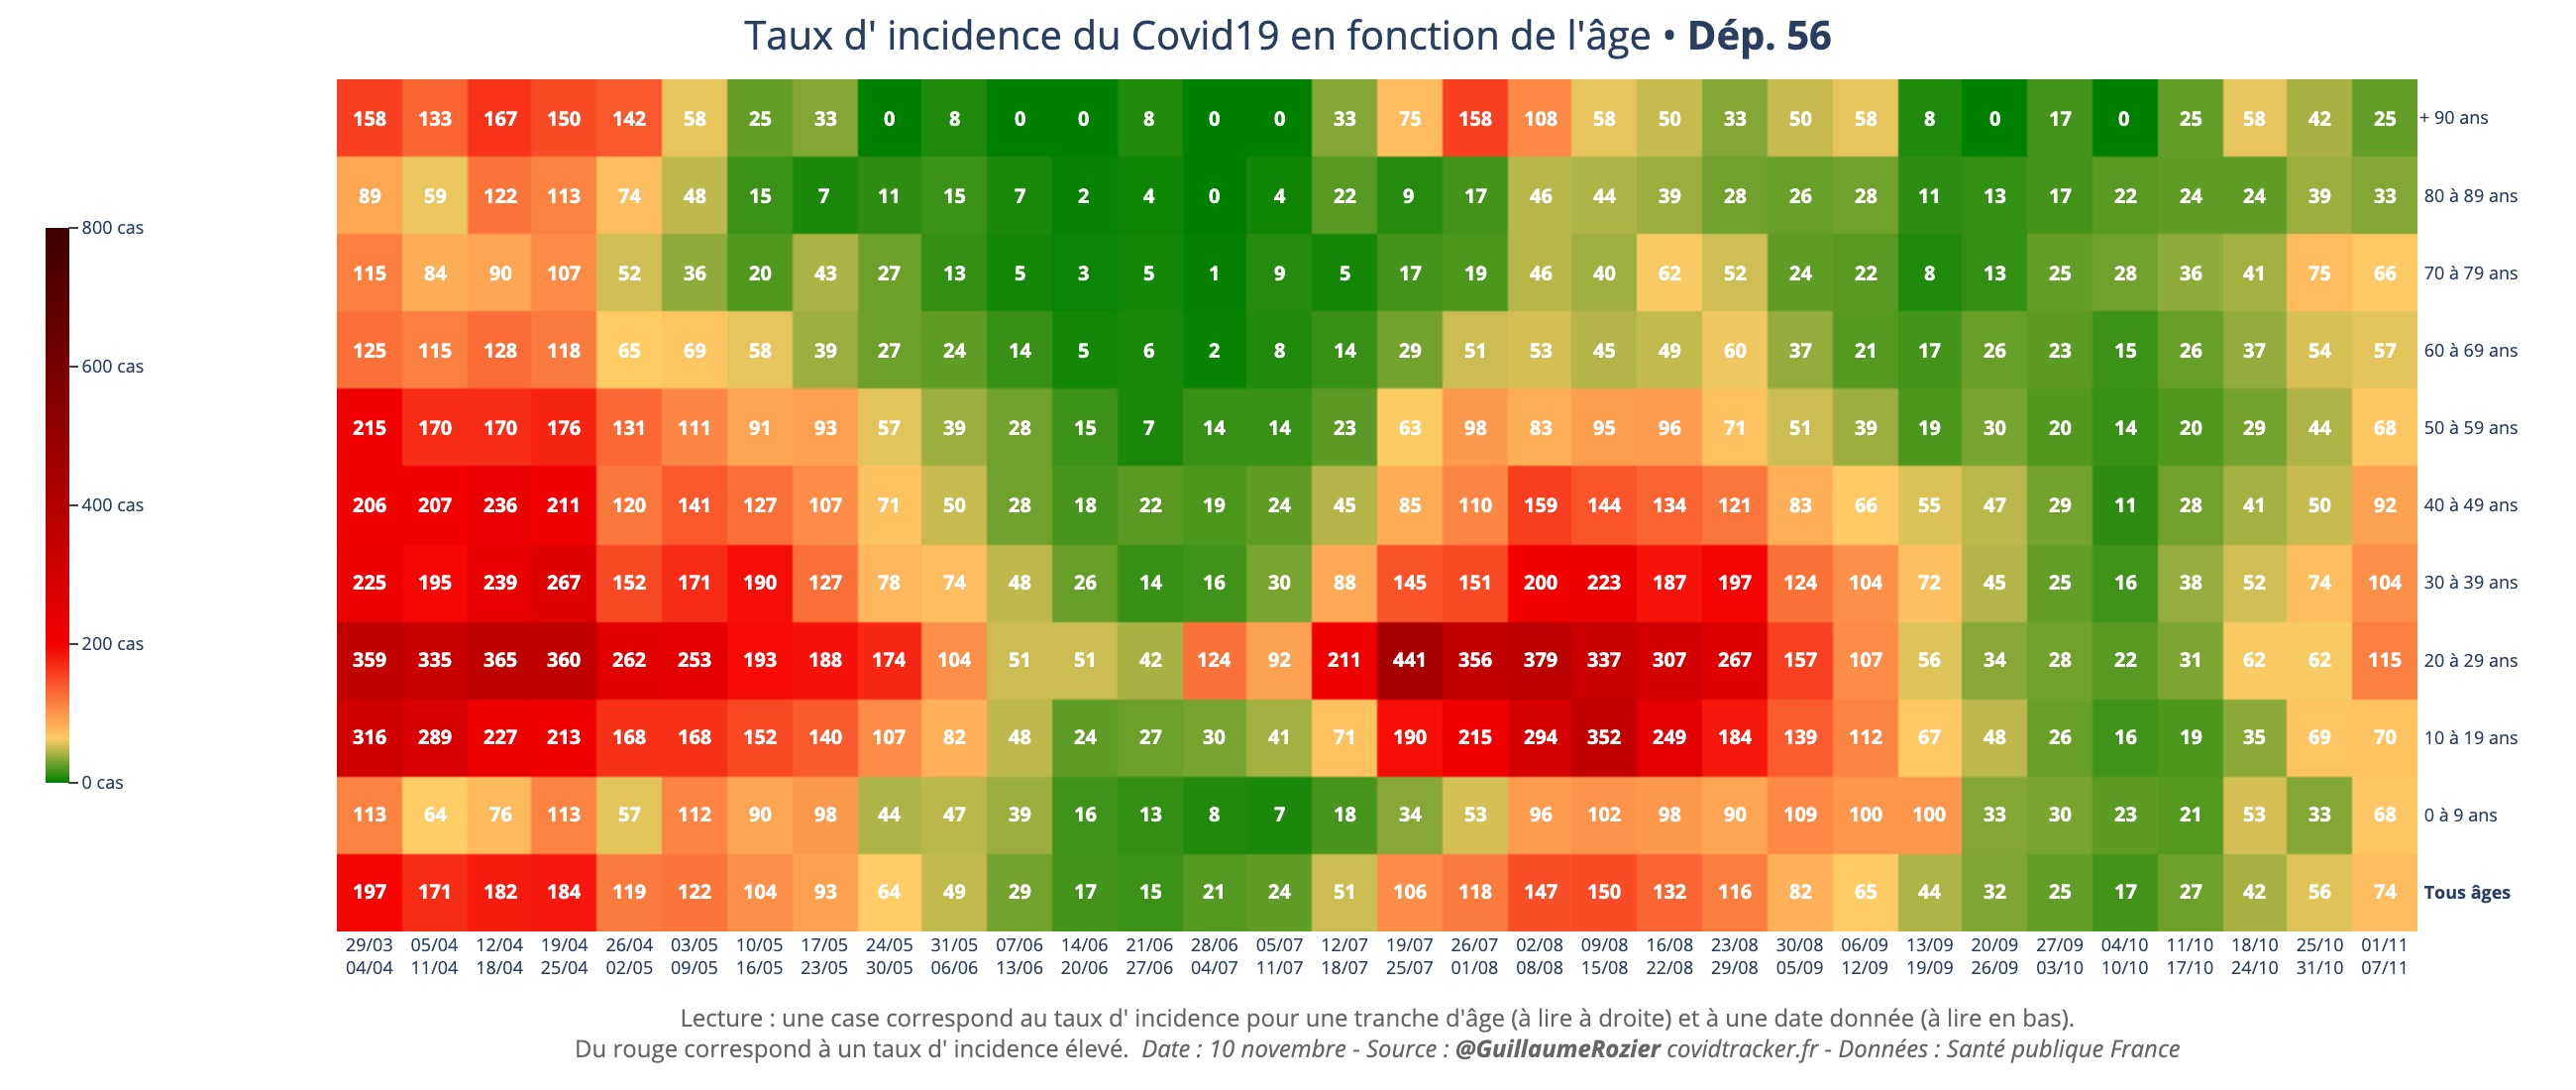 Taux d' incidence du Covid19 en fonction de l'âge • Dép. 56
800 cas
600 cas
400 cas
200 cas
0 cas
158 133 167 150 142 58 25 33 0 8 0 0 8 0 0 33 75 158 108 58 50 33 50 58 8 0 17 0 25 58 42 25 + 90 ans
89 59 122 113 74 48 15 7 11 15 7 2 4 0 4 22 9 17 46 44 39 28 26 28 11 13 17 22 24 24 39 33 80 à 89 ans
115 84 90 107 52 36 20 43 27 13 5 3 5 1 9 5 17 19 46 40 62 52 24 22 8 13 25 28 36 41 75 66 70 à 79 ans
125 115 128 118 65 69 58 39 27 24 14 5 6 2 8 14 29 51 53 45 49 60 37 21 17 26 23 15 26 37 54 57 60 à 69 ans
215 170 170 176 131 111 91 93 57 39 28 15 7 14 14 23 63 98 83 95 96 71 51 39 19 30 20 14 20 29 44 68 50 à 59 ans
206 207 236 211 120 141 127 107 71 50 28 18 22 19 24 45 85 110 159 144 134 121 83 66 55 47 29 11 28 41 50 92 40 à 49 ans
225 195 239 267 152 171 190 127 78 74 48 26 14 16 30 88 145 151 200 223 187 197 124 104 72 45 25 16 38 52 74 104 30 à 39 ans
359 335 365 360 262 253 193 188 174 104 51 51 42 124 92 211 441 356 379 337 307 267 157 107 56 34 28 22 31 62 62 115 20 à 29 ans
316 289 227 213 168 168 152 140 107 82 48 24 27 30 41 71 190 215 294 352 249 184 139 112 67 48 26 16 19 35 69 70 10 à 19 ans
113 64 76 113 57 112 90 98 44 47 39 16 13 8 7 18 34 53 96 102 98 90 109 100 100 33 30 23 21 53 33 68 0 à 9 ans
197 171 182 184 119 122 104 93 64 49 29 17 15 21 24 51 106 118 147 150 132 116 82 65 44 32 25 17 27 42 56 74 Tous âges
29/03 05/04 12/04 19/04 26/04 03/05 10/05 17/05 24/05 31/05 07/06 14/06 21/06 28/06 05/07 12/07 19/07 26/07 02/08 09/08 16/08 23/08 30/08 06/09 13/09 20/09 27/09 04/10 11/10 18/10 25/10 01/11
04/04 11/04 18/04 25/04 02/05 09/05 16/05 23/05 30/05 06/06 13/06 20/06 27/06 04/07 11/07 18/07 25/07 01/08 08/08 15/08 22/08 29/08 05/09 12/09 19/09 26/09 03/10 10/10 17/10 24/10 31/10 07/11
Lecture : une case correspond au taux d' incidence pour une tranche d'âge (à lire à droite) et à une date donnée (à lire en bas).
Du rouge correspond à un taux d' incidence élevé. Date : 10 novembre - Source : @GuillaumeRozier covidtracker.fr - Données : Santé publique France